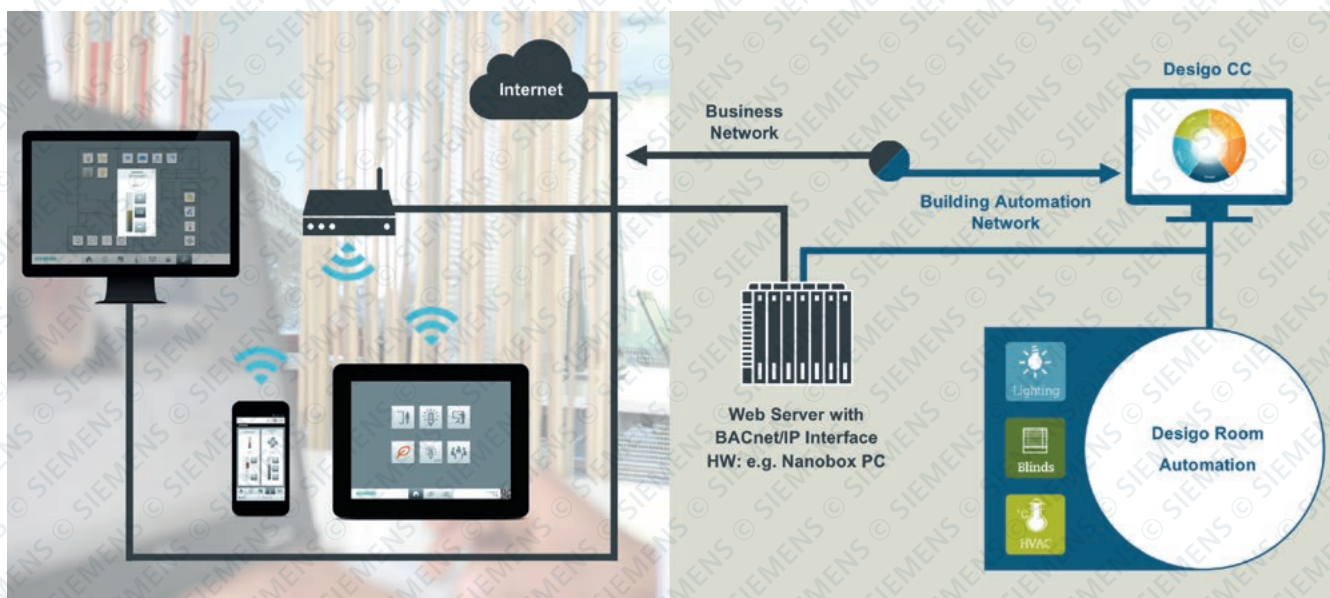 Internet
Business
Network
Desigo CC
Building Automation
Network
Web Server with
BACnet/IP Interface
HW: e.g. Nanobox PC
Lighting
Blinds
°C
HVAC
Desigo Room
Automation
© SIEMENS